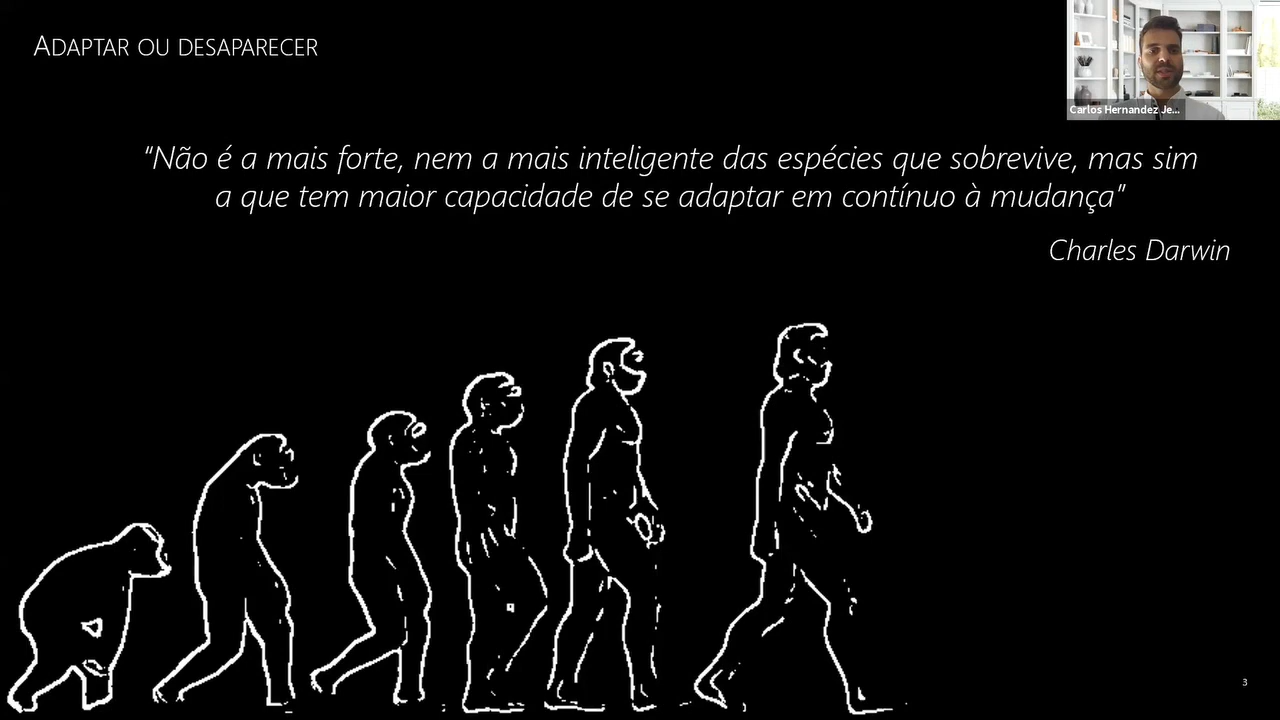 ADAPTAR OU DESAPARECER
Carlos Hernandez Je...
"Não é a mais forte, nem a mais inteligente das espécies que sobrevive, mas sim
a que tem maior capacidade de se adaptar em contínuo à mudança"
Charles Darwin
3